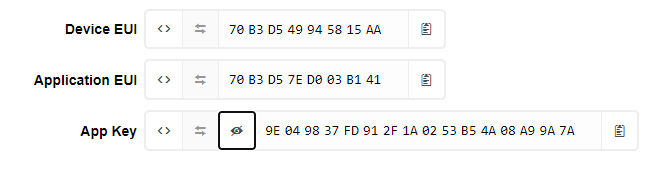 Device EUI <> 70 B3 D5 49 94 58 15 AA
Application EUI <> 70 B3 D5 7E D0 03 B1 41
App Key <> 9E 04 98 37 FD 91 2F 1A 02 53 B5 4A 08 A9 9A 7A